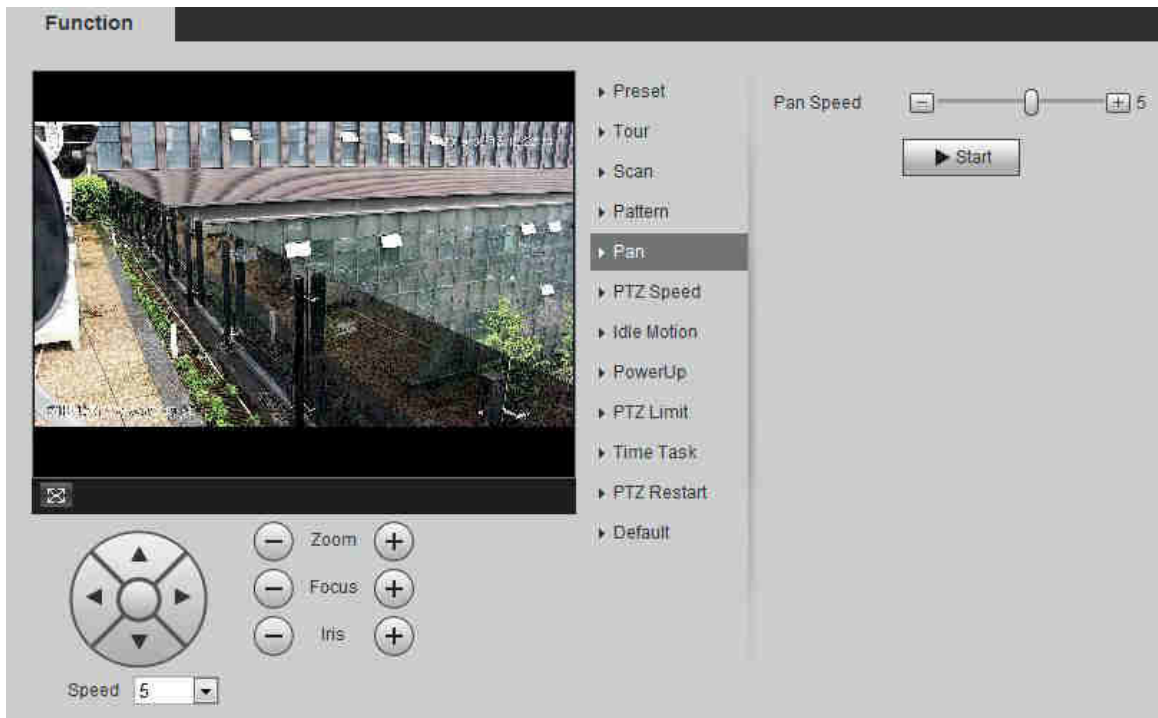 Function
Preset
Tour
Scan
Pattern
Pan
PTZ Speed
Idle Motion
PowerUp
PTZ Limit
Time Task
PTZ Restart
Default
Pan Speed 5
Start
Zoom
Focus
Iris
Speed 5